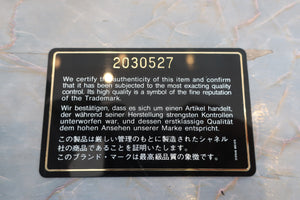 2030527
We certify the authenticity of this item and confirm
that it has been subjected to the most exacting quality
control. Its high quality is a symbol of the fine reputation
of the Trademark.
Wir bestätigen, dass es sich um einen Artikel handelt,
der während seiner Herstellung strengsten Kontrollen
unterworfen war, und dessen erstklassige Qualität
dem hohen Ansehen unserer Marke entspricht.
この製品は厳しい管理のもとに製造されたシャネル
社の商品であることを証明いたします。
このブランド・マークは最高級品質の象徴です。